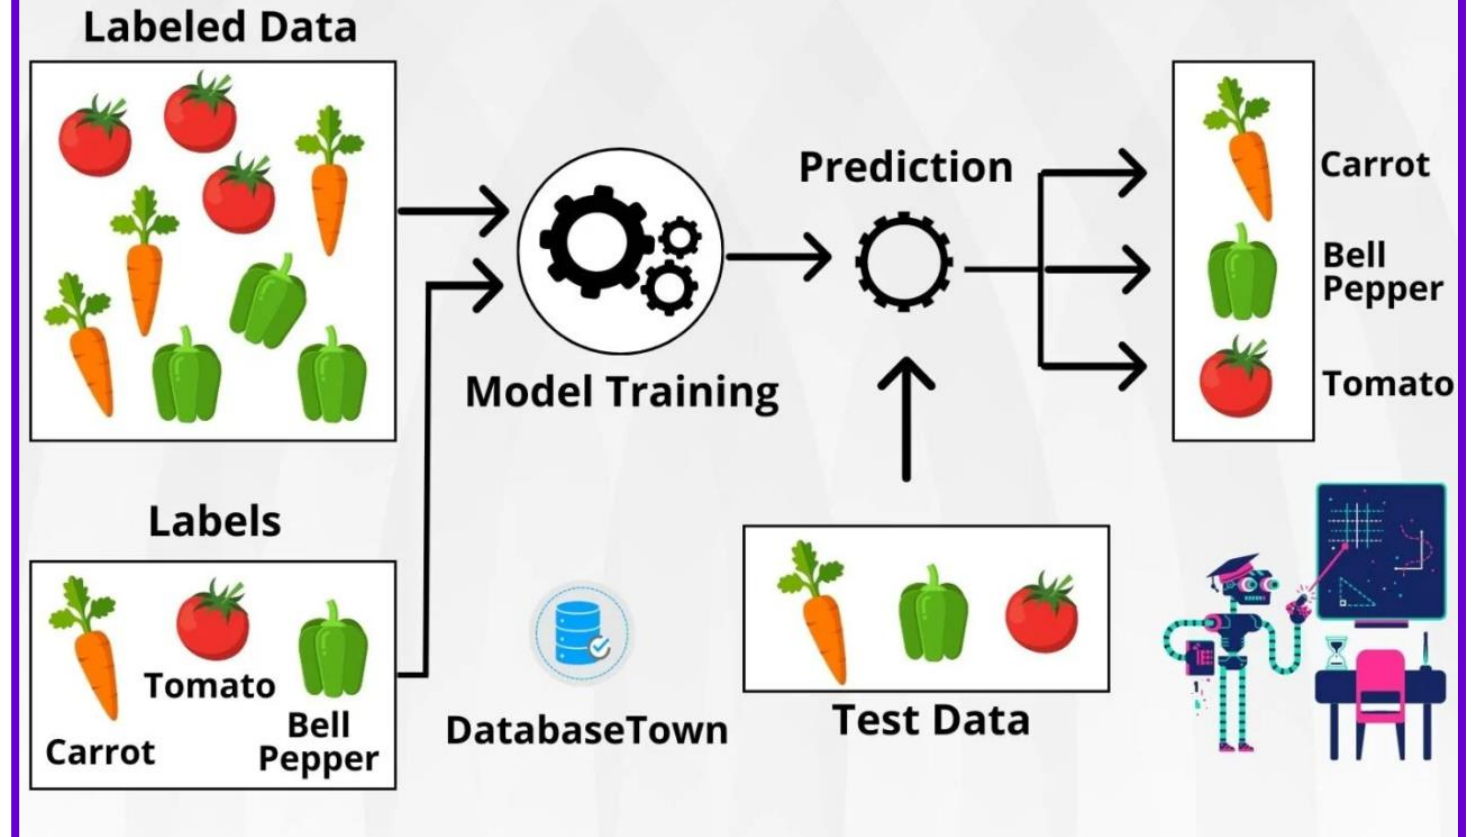 Labeled Data
Prediction
Carrot
Bell
Pepper
Tomato
Model Training
Labels
Tomato
Carrot
Bell
Pepper
DatabaseTown
Test Data